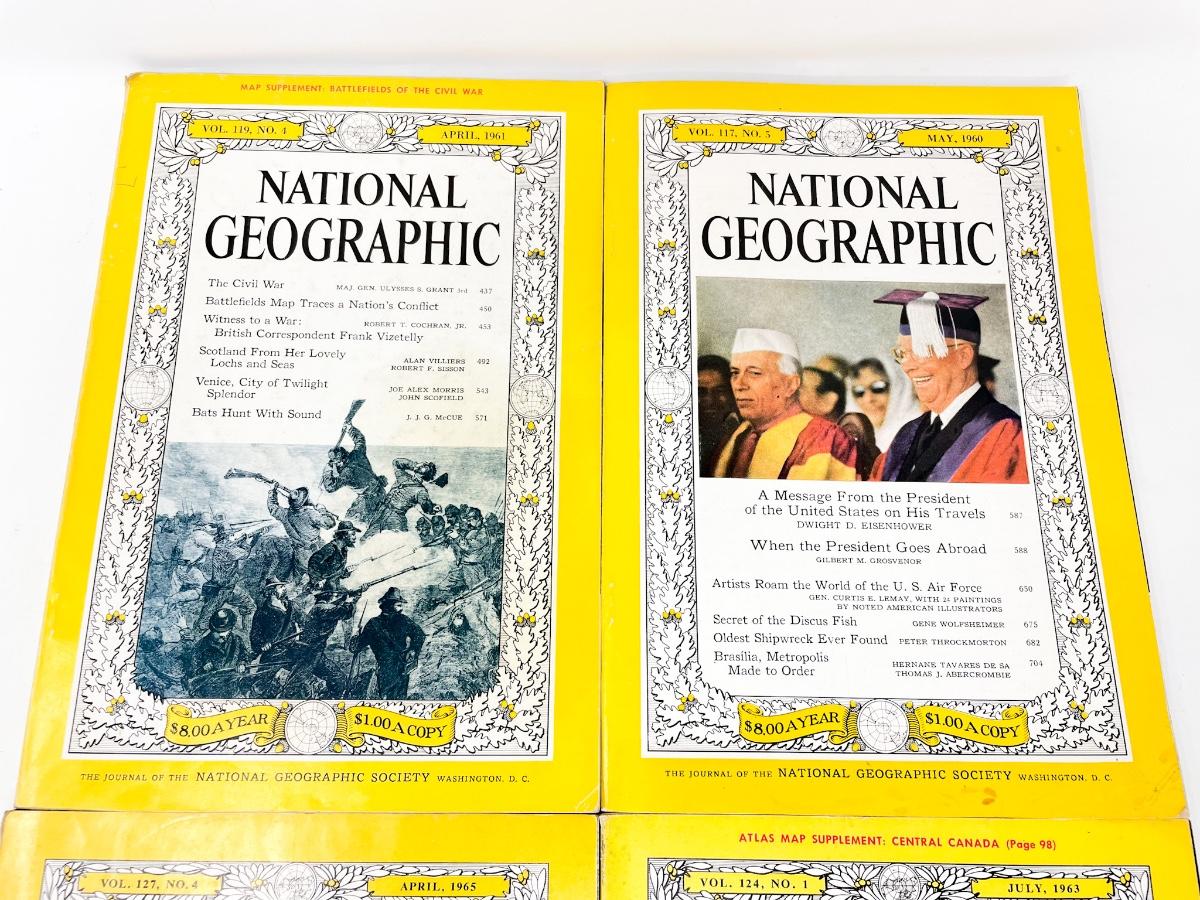 MAP SUPPLEMENT: BATTLEFIELDS OF THE CIVIL WAR
VOL. 119, NO. 4
APRIL, 1961
NATIONAL
GEOGRAPHIC
The Civil War MAJ. GEN. ULYSSES S. GRANT 3rd 437
Battlefields Map Traces a Nation's Conflict 450
Witness to a War: ROBERT T. COCHRAN, JR. 453
British Correspondent Frank Vizetelly
Scotland From Her Lovely ALAN VILLIERS 492
Lochs and Seas ROBERT F. SISSON
Venice, City of Twilight JOE ALEX MORRIS 543
Splendor JOHN SCOFIELD
Bats Hunt With Sound J. J. G. McCUE 571
$8.00 A YEAR
$1.00 A COPY
THE JOURNAL OF THE NATIONAL GEOGRAPHIC SOCIETY WASHINGTON, D. C.
VOL. 117, NO. 5
MAY, 1960
NATIONAL
GEOGRAPHIC
A Message From the President
of the United States on His Travels 587
DWIGHT D. EISENHOWER
When the President Goes Abroad 588
GILBERT M. GROSVENOR
Artists Roam the World of the U. S. Air Force 650
GEN. CURTIS E. LEMAY, WITH 24 PAINTINGS
BY NOTED AMERICAN ILLUSTRATORS
Secret of the Discus Fish GENE WOLFSHEIMER 675
Oldest Shipwreck Ever Found PETER THROCKMORTON 682
Brasília, Metropolis HERNANE TAVARES DE SA 704
Made to Order THOMAS J. ABERCROMBIE
$8.00 A YEAR
$1.00 A COPY
THE JOURNAL OF THE NATIONAL GEOGRAPHIC SOCIETY WASHINGTON, D. C.
VOL. 127, NO. 4
APRIL, 1965
ATLAS MAP SUPPLEMENT: CENTRAL CANADA (Page 98)
VOL. 124, NO. 1
JULY, 1963